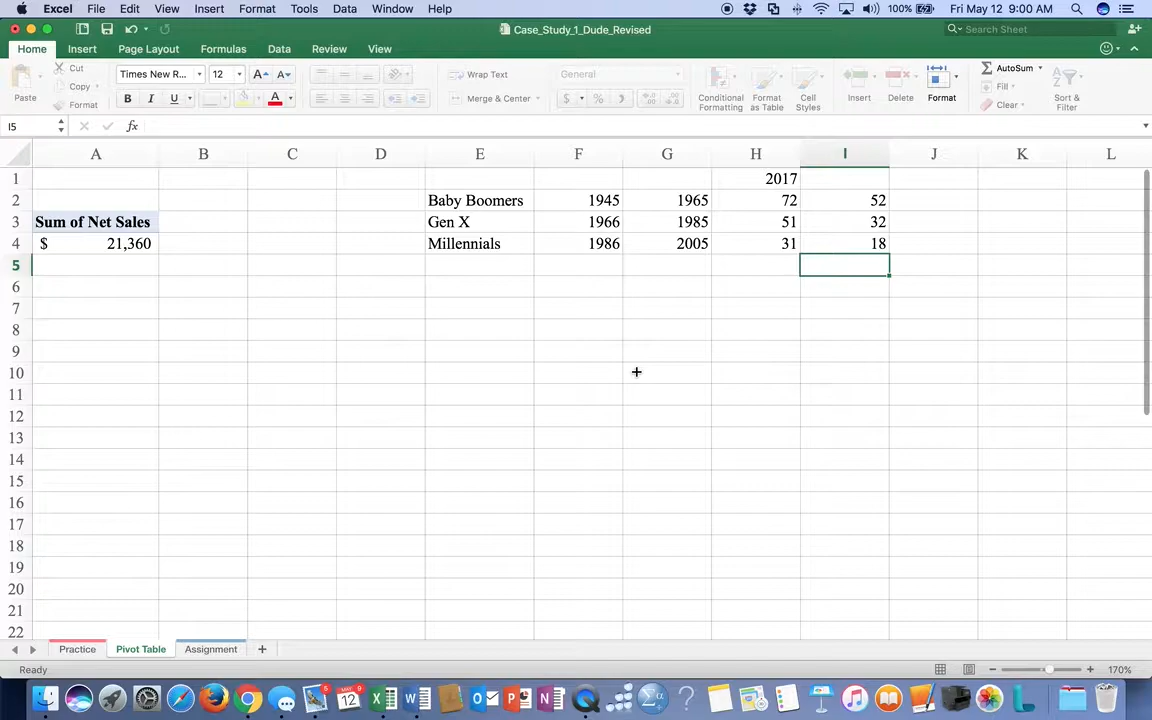 Excel File Edit View Insert Format Tools Data Window Help 100% Fri May 12 9:00 AM
Case_Study_1_Dude_Revised Search Sheet
Home Insert Page Layout Formulas Data Review View
Cut Times New R... 12 A A Wrap Text General AutoSum
Copy Fill
Paste Format B I U A Merge & Center $ % Conditional Formatting Format as Table Cell Styles Insert Delete Format Clear Sort & Filter
I5 fx
A B C D E F G H I J K L
1 2017
2 Baby Boomers 1945 1965 72 52
3 Sum of Net Sales Gen X 1966 1985 51 32
4 $ 21,360 Millennials 1986 2005 31 18
5
6
7
8
9
10
11
12
13
14
15
16
17
18
19
20
21
22
Practice Pivot Table Assignment +
Ready 170%